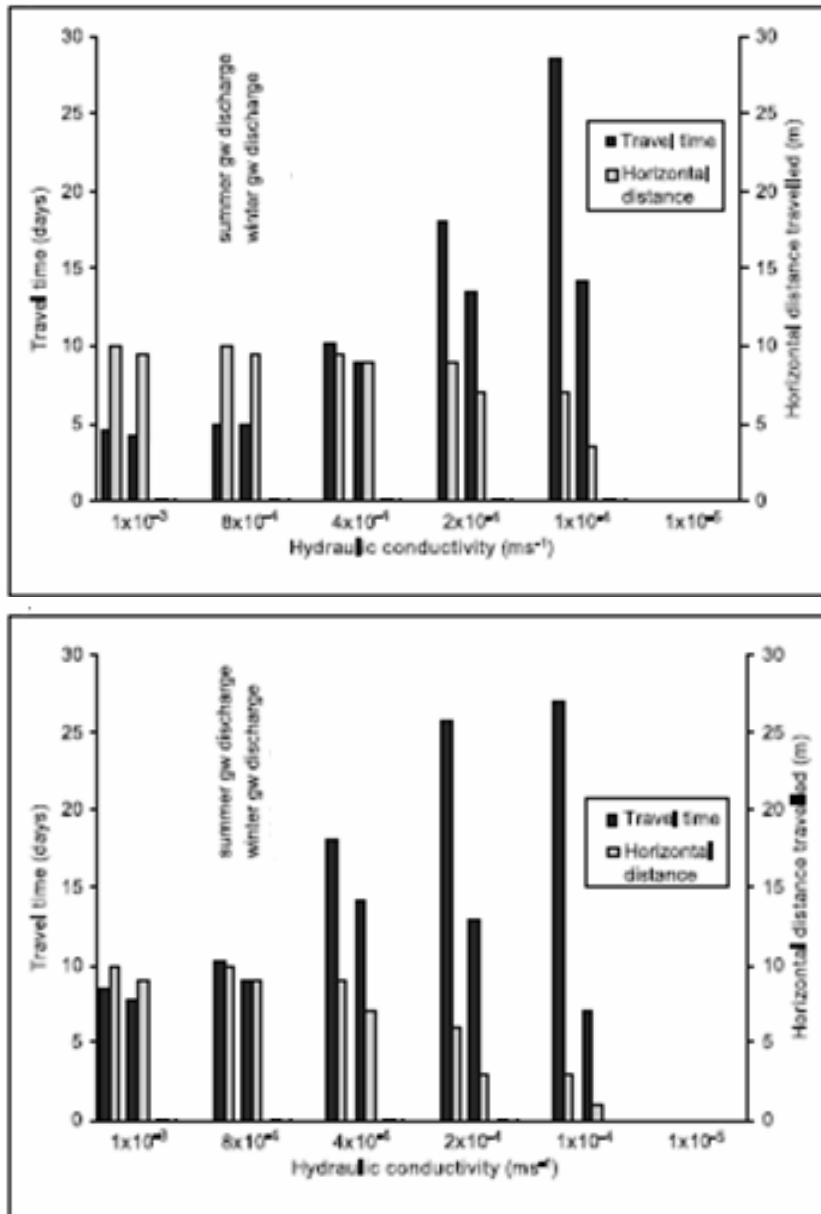 30
25
20
15
10
5
0
Travel time (days)
summer gw discharge
winter gw discharge
Travel time
Horizontal
distance
30
25
20
15
10
5
0
Horizontal distance travelled (m)
1x10⁻³
8x10⁻⁴
4x10⁻⁴
2x10⁻⁴
1x10⁻⁴
1x10⁻⁵
Hydraulic conductivity (ms⁻¹)
30
25
20
15
10
5
0
Travel time (days)
summer gw discharge
winter gw discharge
Travel time
Horizontal
distance
30
25
20
15
10
5
0
Horizontal distance travelled (m)
1x10⁻³
8x10⁻⁴
4x10⁻⁴
2x10⁻⁴
1x10⁻⁴
1x10⁻⁵
Hydraulic conductivity (ms⁻¹)